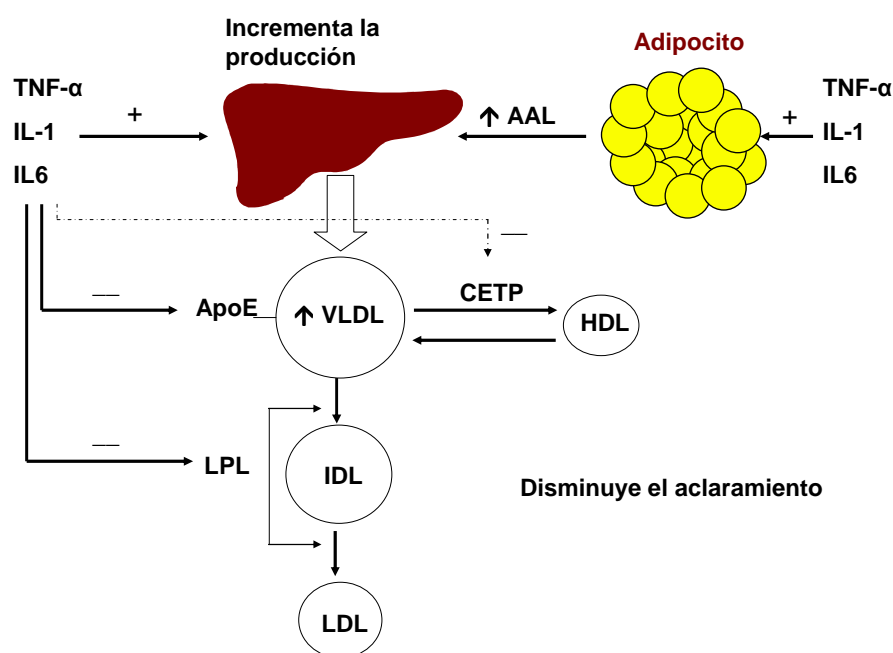 Incrementa la
producción
Adipocito
TNF-α
IL-1
IL6
+
↑ AAL
+
TNF-α
IL-1
IL6
—
—
ApoE
↑ VLDL
CETP
HDL
—
LPL
IDL
Disminuye el aclaramiento
LDL